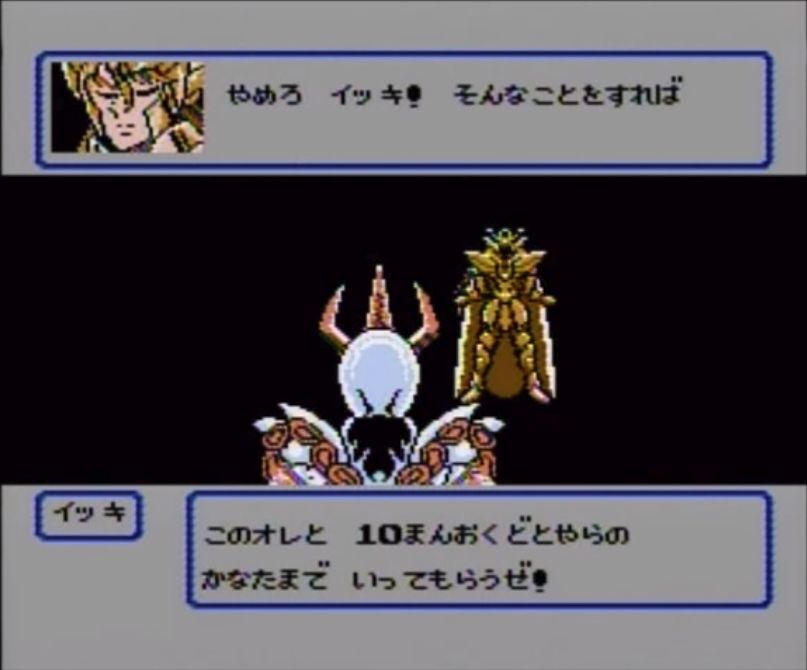 やめろ イッキ! そんなことをすれば
イッキ
このオレと 10まんおくどとやらの
かなたまで いってもらうぜ!